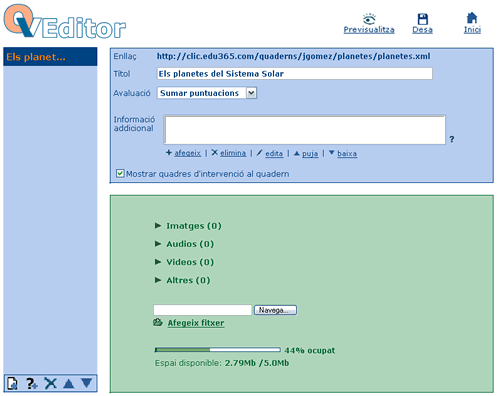 QVEditor
Previsualitza Desa Inici
Els planet...
Enllaç http://clic.edu365.com/quaderns/jgomez/planetes/planetes.xml
Títol Els planetes del Sistema Solar
Avaluació Sumar puntuacions
Informació addicional
?
afegeix | elimina | edita | puja | baixa
Mostrar quadres d'intervenció al quadern
Imatges (0)
Audios (0)
Videos (0)
Altres (0)
Navega...
Afegeix fitxer
44% ocupat
Espai disponible: 2.79Mb /5.0Mb
?